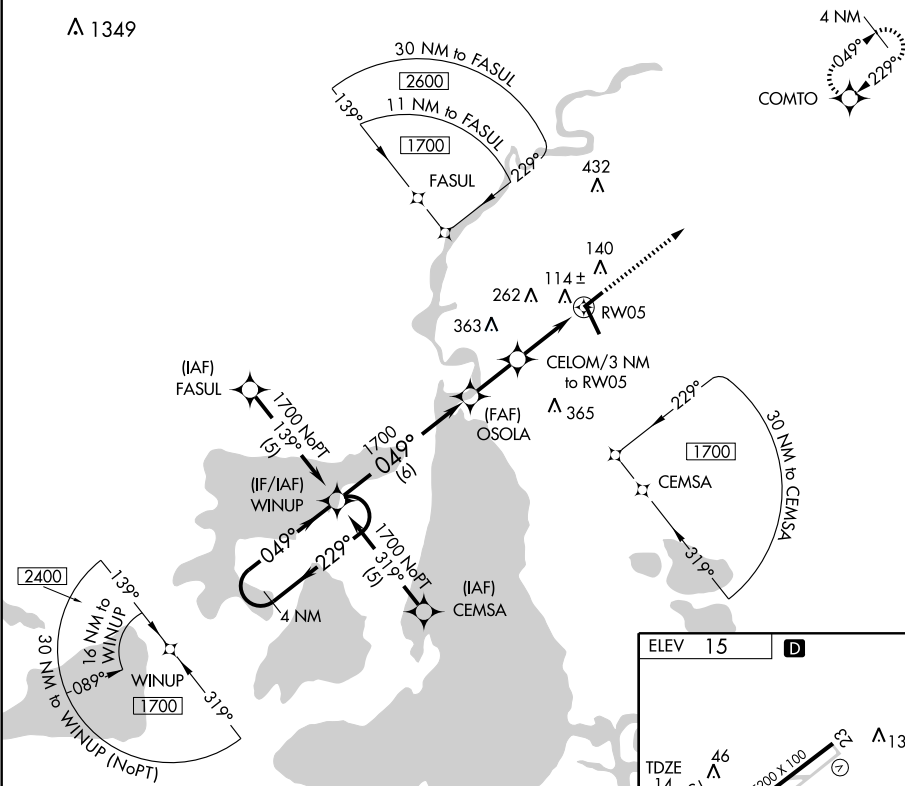 1349
4 NM
049°
229°
COMTO
30 NM to FASUL
2600
11 NM to FASUL
139°
1700
229°
FASUL
432
140
114 ±
262
RW05
363
CELOM/3 NM
to RW05
(IAF)
FASUL
1700 NoPT
139°
(5)
(FAF)
OSOLA
365
229°
30 NM to CEMSA
1700
CEMSA
319°
1700
049°
(6)
(IF/IAF)
WINUP
049°
229°
4 NM
1700 NoPT
319°
(5)
(IAF)
CEMSA
2400
139°
16 NM to
WINUP
089°
WINUP
1700
319°
30 NM to WINUP (NoPT)
ELEV 15
D
23
13
TDZE
46
14
200 X 100